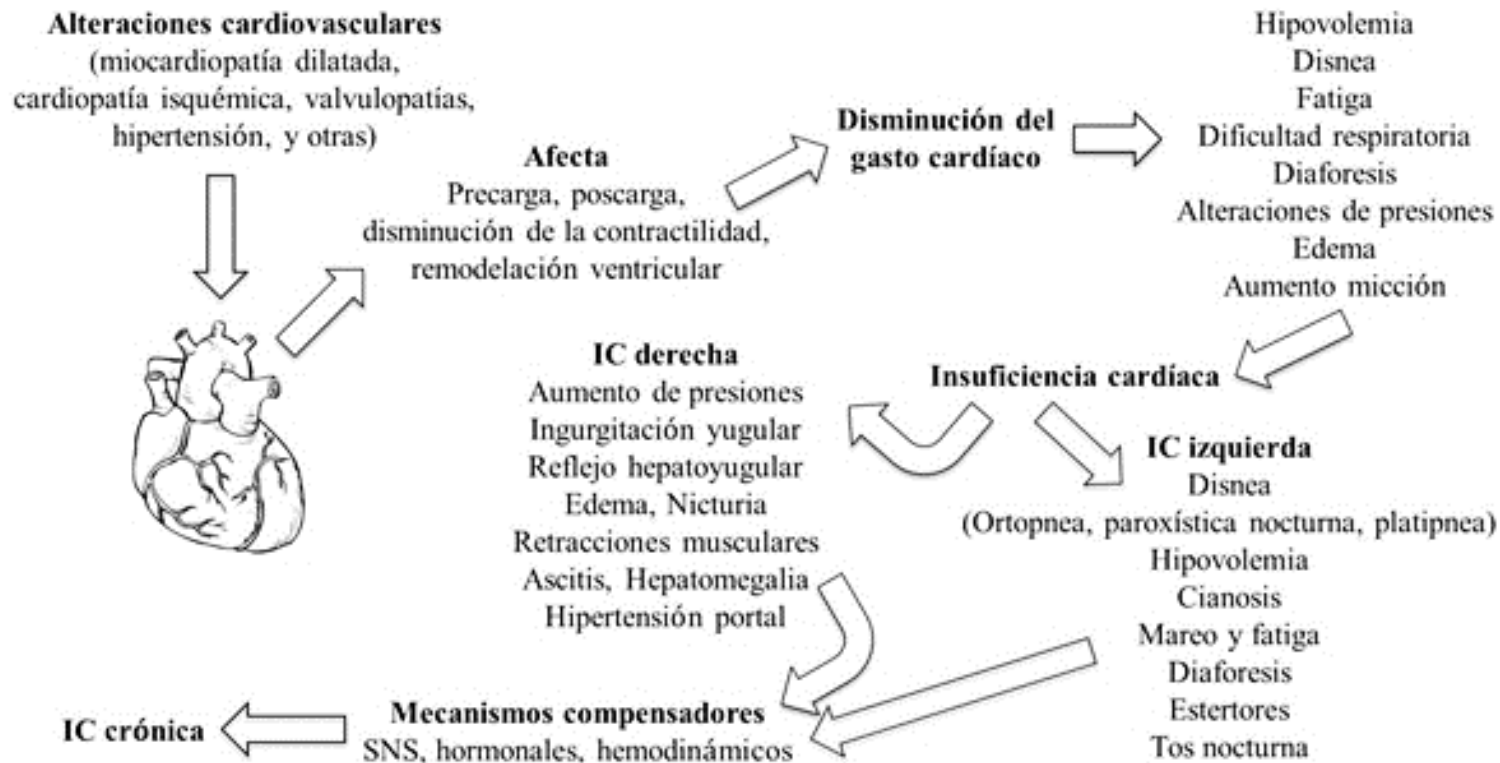 Alteraciones cardiovasculares
(miocardiopatía dilatada,
cardiopatía isquémica, valvulopatías,
hipertensión, y otras)
Afecta
Precarga, poscarga,
disminución de la contractilidad,
remodelación ventricular
Disminución del
gasto cardíaco
Hipovolemia
Disnea
Fatiga
Dificultad respiratoria
Diaforesis
Alteraciones de presiones
Edema
Aumento micción
Insuficiencia cardíaca
IC derecha
Aumento de presiones
Ingurgitación yugular
Reflejo hepatoyugular
Edema, Nicturia
Retracciones musculares
Ascitis, Hepatomegalia
Hipertensión portal
IC izquierda
Disnea
(Ortopnea, paroxística nocturna, platipnea)
Hipovolemia
Cianosis
Mareo y fatiga
Diaforesis
Estertores
Tos nocturna
Mecanismos compensadores
SNS, hormonales, hemodinámicos
IC crónica